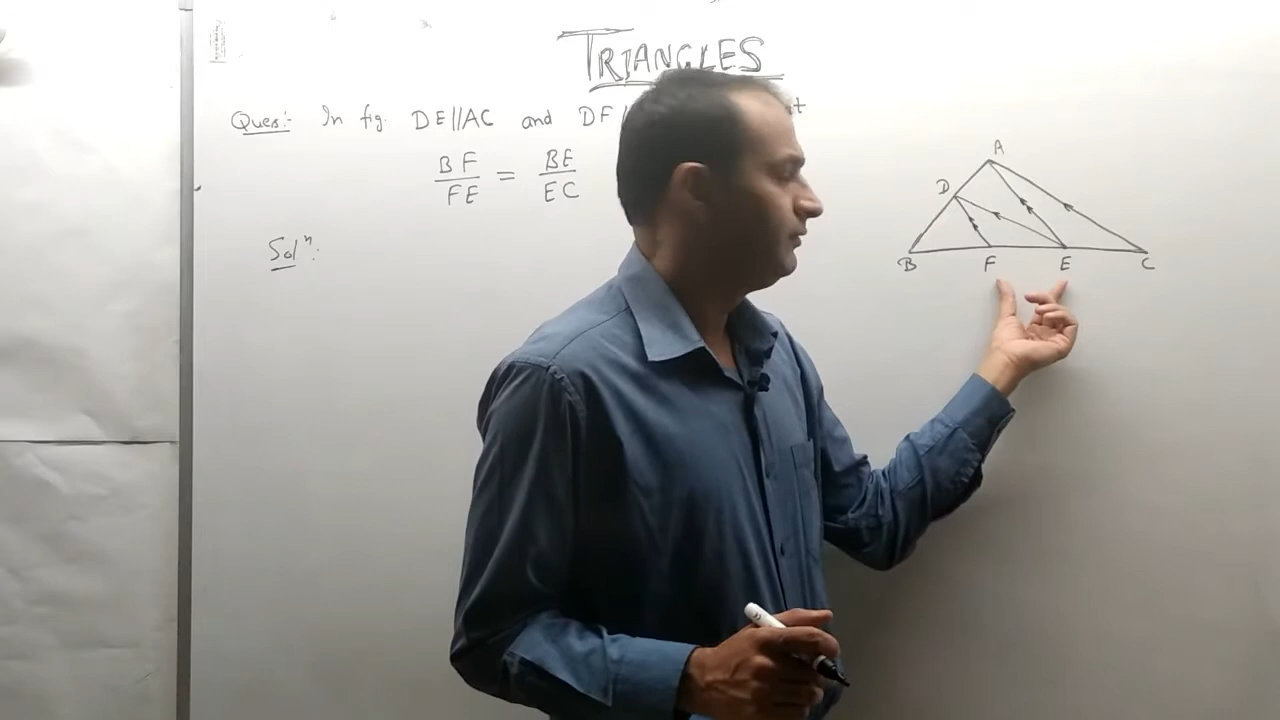 TRIANGLES
Ques:- In fig. DE//AC and DF/
BF/FE = BE/EC
Solⁿ:
A
D
B F E C